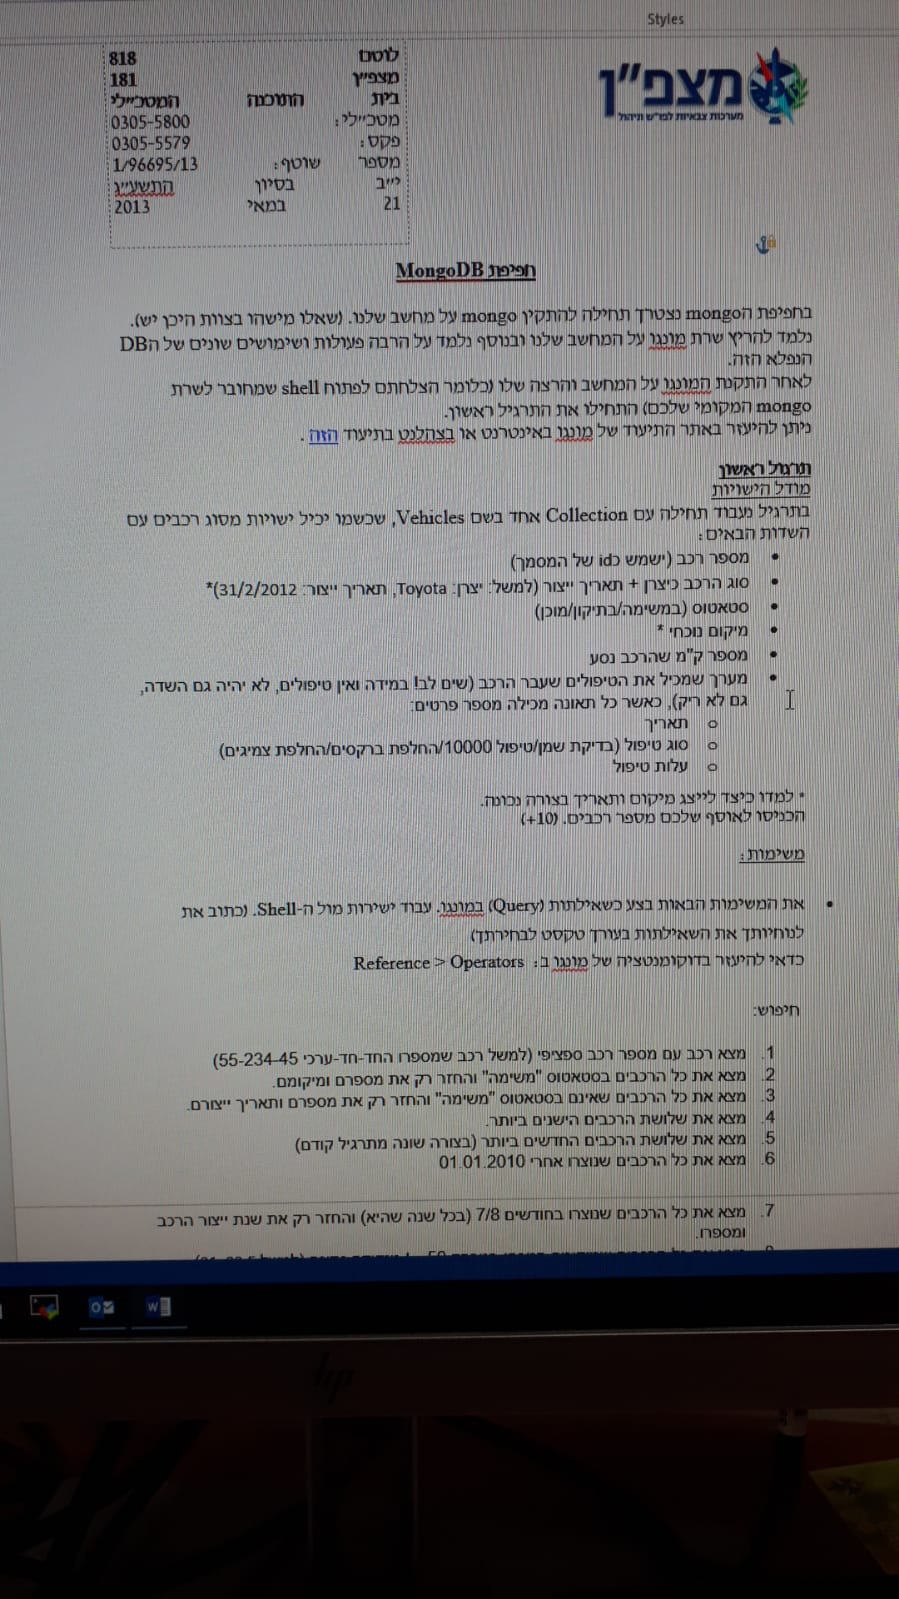 Styles
מצפ"ן
מערכות צבאיות לפו"ש וניהול
לוטם 818
מצפ"ן 181
בית התוכנה המטכ"לי
מטכ"לי: 0305-5800
פקס: 0305-5579
מספר שוטף: 1/96695/13
י"ב בסיון התשע"ג
21 במאי 2013
חפיפת MongoDB
בחפיפת הmongo נצטרך תחילה להתקין mongo על מחשב שלנו. (שאלו מישהו בצוות היכן יש).
נלמד להריץ שרת מונגו על המחשב שלנו ובנוסף נלמד על הרבה פעולות ושימושים שונים של הDB
הנפלא הזה.
לאחר התקנת המונגו על המחשב והרצה שלו (כלומר הצלחתם לפתוח shell שמחובר לשרת
mongo המקומי שלכם) התחילו את התרגיל ראשון.
ניתן להיעזר באתר התיעוד של מונגו באינטרנט או בצהלנט בתיעוד הזה .
תרגול ראשון
מודל הישויות
בתרגיל נעבוד תחילה עם Collection אחד בשם Vehicles, שכשמו יכיל ישויות מסוג רכבים עם
השדות הבאים:
• מספר רכב (ישמש כid של המסמך)
• סוג הרכב כיצרן + תאריך ייצור (למשל: יצרן: Toyota, תאריך ייצור: 31/2/2012)*
• סטאטוס (במשימה/בתיקון/מוכן)
• מיקום נוכחי *
• מספר ק"מ שהרכב נסע
• מערך שמכיל את הטיפולים שעבר הרכב (שים לב! במידה ואין טיפולים, לא יהיה גם השדה,
גם לא ריק), כאשר כל תאונה מכילה מספר פרטים:
o תאריך
o סוג טיפול (בדיקת שמן/טיפול 10000/החלפת ברקסים/החלפת צמיגים)
o עלות טיפול
* למדו כיצד לייצג מיקום ותאריך בצורה נכונה.
הכניסו לאוסף שלכם מספר רכבים. (10+)
משימות:
• את המשימות הבאות בצע כשאילתות (Query) במונגו. עבוד ישירות מול ה-Shell. (כתוב את
לנוחיותך את השאילתות בעורך טקסט לבחירתך)
כדאי להיעזר בדוקומנטציה של מונגו ב: Reference > Operators
חיפוש:
1. מצא רכב עם מספר רכב ספציפי (למשל רכב שמספרו החד-חד-ערכי 55-234-45)
2. מצא את כל הרכבים בסטאטוס "משימה" והחזר רק את מספרם ומיקומם.
3. מצא את כל הרכבים שאינם בסטאטוס "משימה" והחזר רק את מספרם ותאריך ייצורם.
4. מצא את שלושת הרכבים הישנים ביותר.
5. מצא את שלושת הרכבים החדשים ביותר (בצורה שונה מתרגיל קודם)
6. מצא את כל הרכבים שנוצרו אחרי 01.01.2010
7. מצא את כל הרכבים שנוצרו בחודשים 7/8 (בכל שנה שהיא) והחזר רק את שנת ייצור הרכב
ומספרו.
hp